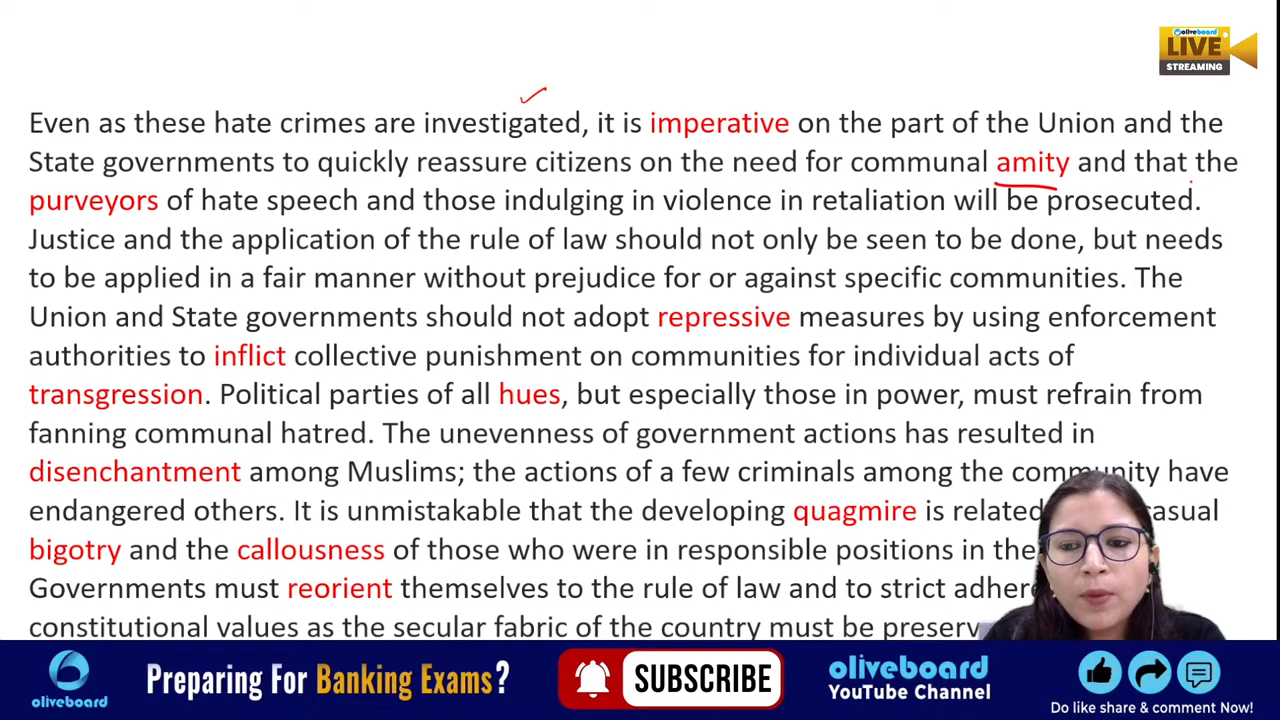 oliveboard
LIVE
STREAMING
Even as these hate crimes are investigated, it is imperative on the part of the Union and the
State governments to quickly reassure citizens on the need for communal amity and that the
purveyors of hate speech and those indulging in violence in retaliation will be prosecuted.
Justice and the application of the rule of law should not only be seen to be done, but needs
to be applied in a fair manner without prejudice for or against specific communities. The
Union and State governments should not adopt repressive measures by using enforcement
authorities to inflict collective punishment on communities for individual acts of
transgression. Political parties of all hues, but especially those in power, must refrain from
fanning communal hatred. The unevenness of government actions has resulted in
disenchantment among Muslims; the actions of a few criminals among the community have
endangered others. It is unmistakable that the developing quagmire is related casual
bigotry and the callousness of those who were in responsible positions in the
Governments must reorient themselves to the rule of law and to strict
constitutional values as the secular fabric of the country must be
oliveboard
Preparing For Banking Exams?
SUBSCRIBE
oliveboard
YouTube Channel
Do like share & comment Now!